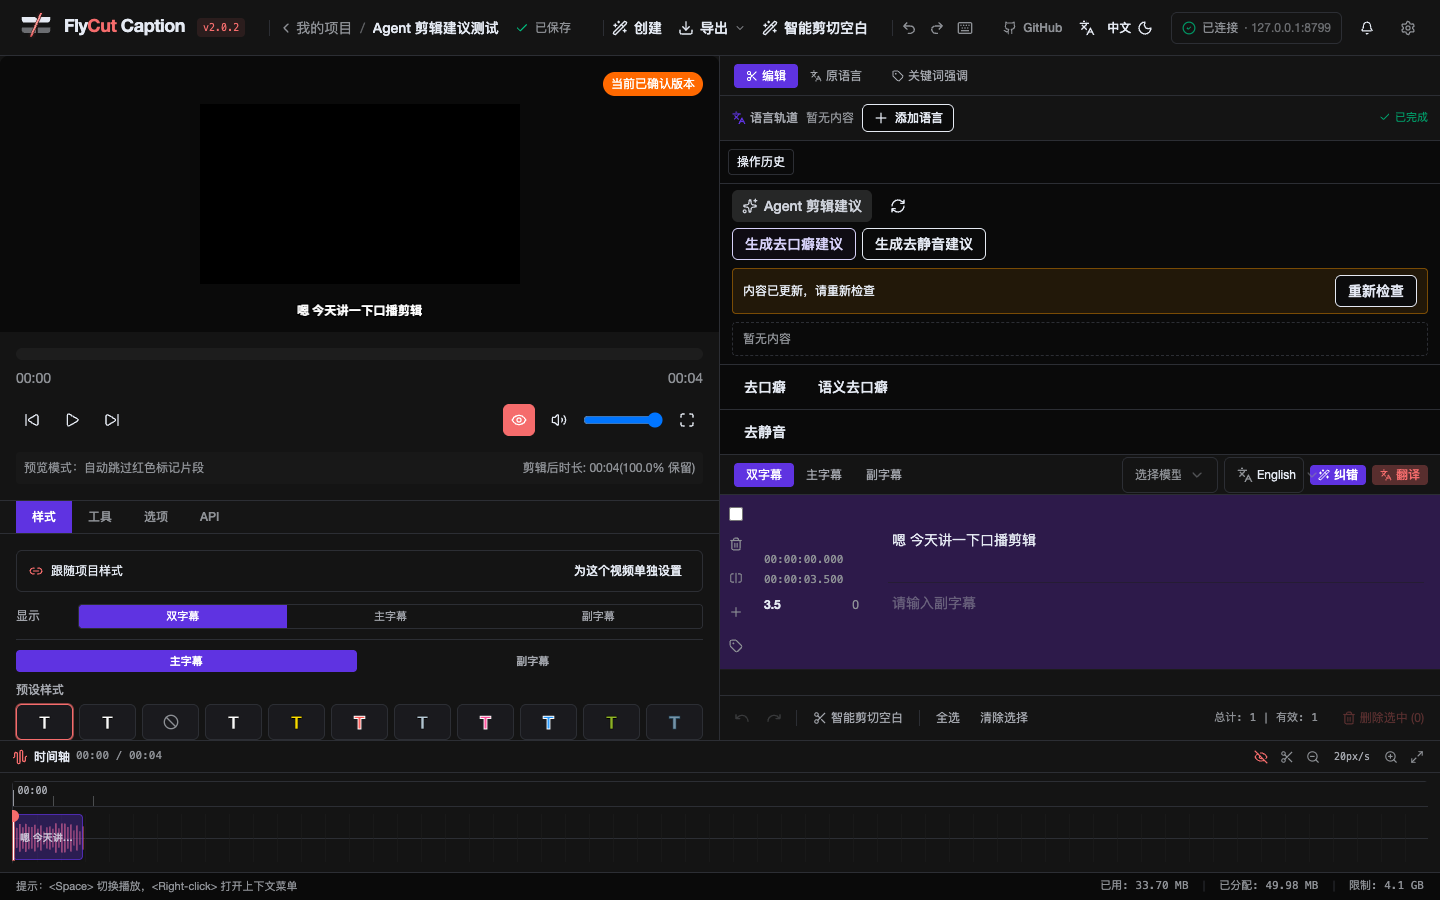 FlyCut Caption v2.0.2 我的项目 / Agent 剪辑建议测试 已保存 创建 导出 智能剪切空白 GitHub 中文 已连接 · 127.0.0.1:8799
当前已确认版本
嗯 今天讲一下口播剪辑
00:00 00:04
预览模式：自动跳过红色标记片段 剪辑后时长: 00:04(100.0% 保留)
样式 工具 选项 API
跟随项目样式 为这个视频单独设置
显示 双字幕 主字幕 副字幕
主字幕 副字幕
预设样式
T T T T T T T T T T
编辑 原语言 关键词强调
语言轨道 暂无内容 添加语言 已完成
操作历史
Agent 剪辑建议
生成去口癖建议 生成去静音建议
内容已更新，请重新检查 重新检查
暂无内容
去口癖 语义去口癖
去静音
双字幕 主字幕 副字幕 选择模型 English 纠错 翻译
嗯 今天讲一下口播剪辑
00:00:00.000
00:00:03.500
3.5 0 请输入副字幕
智能剪切空白 全选 清除选择 总计: 1 | 有效: 1 删除选中 (0)
时间轴 00:00 / 00:04 20px/s
00:00
嗯 今天讲...
提示：<Space> 切换播放，<Right-click> 打开上下文菜单 已用: 33.70 MB 已分配: 49.98 MB 限制: 4.1 GB